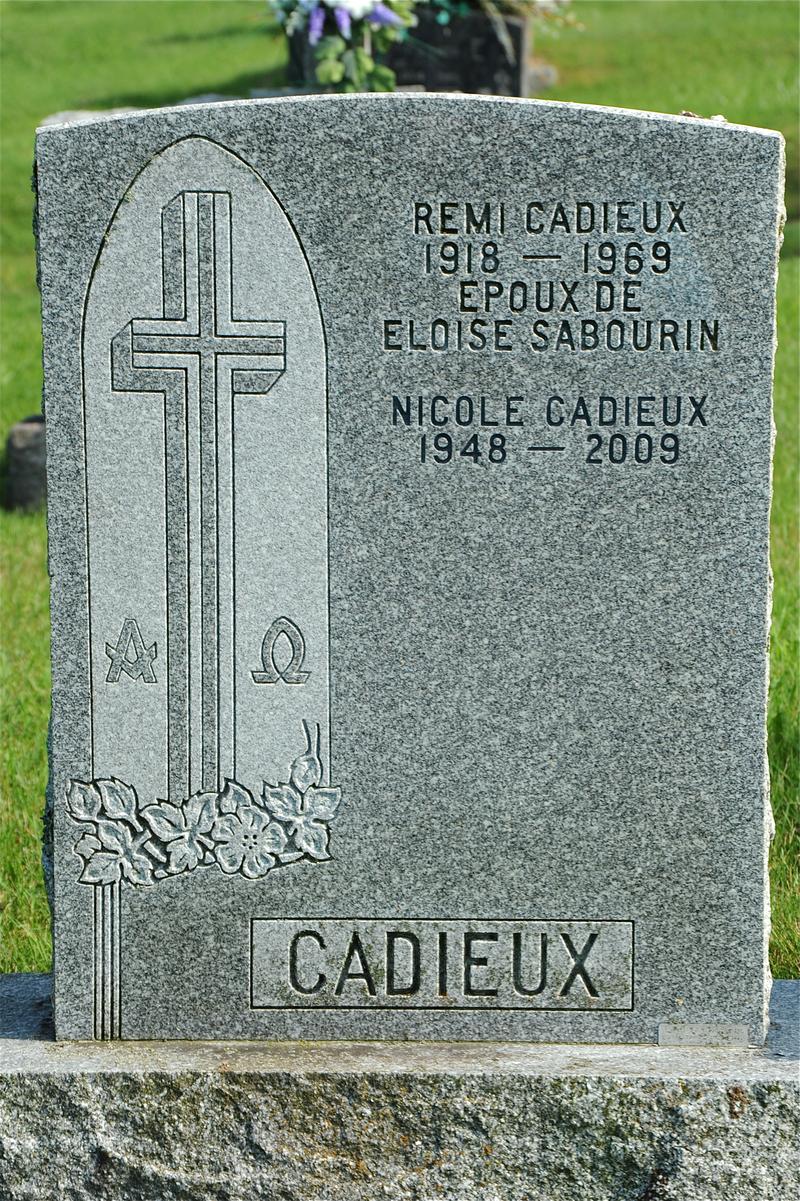 REMI CADIEUX
1918 — 1969
EPOUX DE
ELOISE SABOURIN
NICOLE CADIEUX
1948 — 2009
Α Ω
CADIEUX